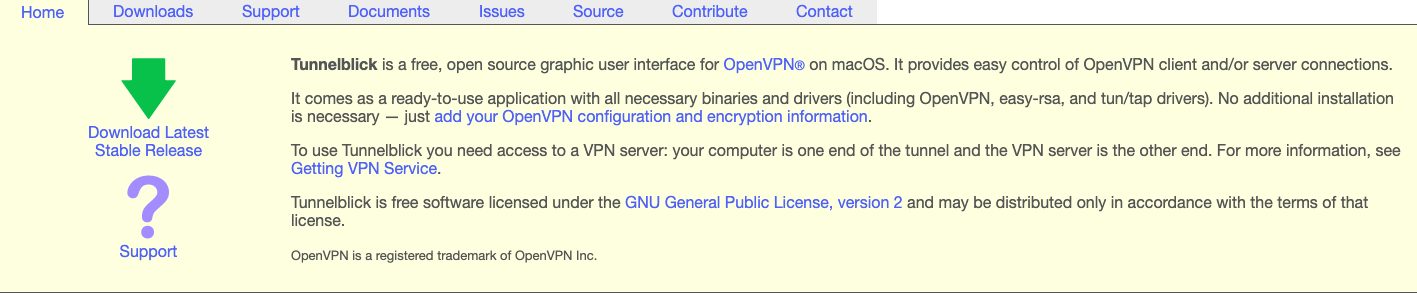 Home Downloads Support Documents Issues Source Contribute Contact
Download Latest
Stable Release
Support
Tunnelblick is a free, open source graphic user interface for OpenVPN® on macOS. It provides easy control of OpenVPN client and/or server connections.
It comes as a ready-to-use application with all necessary binaries and drivers (including OpenVPN, easy-rsa, and tun/tap drivers). No additional installation
is necessary — just add your OpenVPN configuration and encryption information.
To use Tunnelblick you need access to a VPN server: your computer is one end of the tunnel and the VPN server is the other end. For more information, see
Getting VPN Service.
Tunnelblick is free software licensed under the GNU General Public License, version 2 and may be distributed only in accordance with the terms of that
license.
OpenVPN is a registered trademark of OpenVPN Inc.